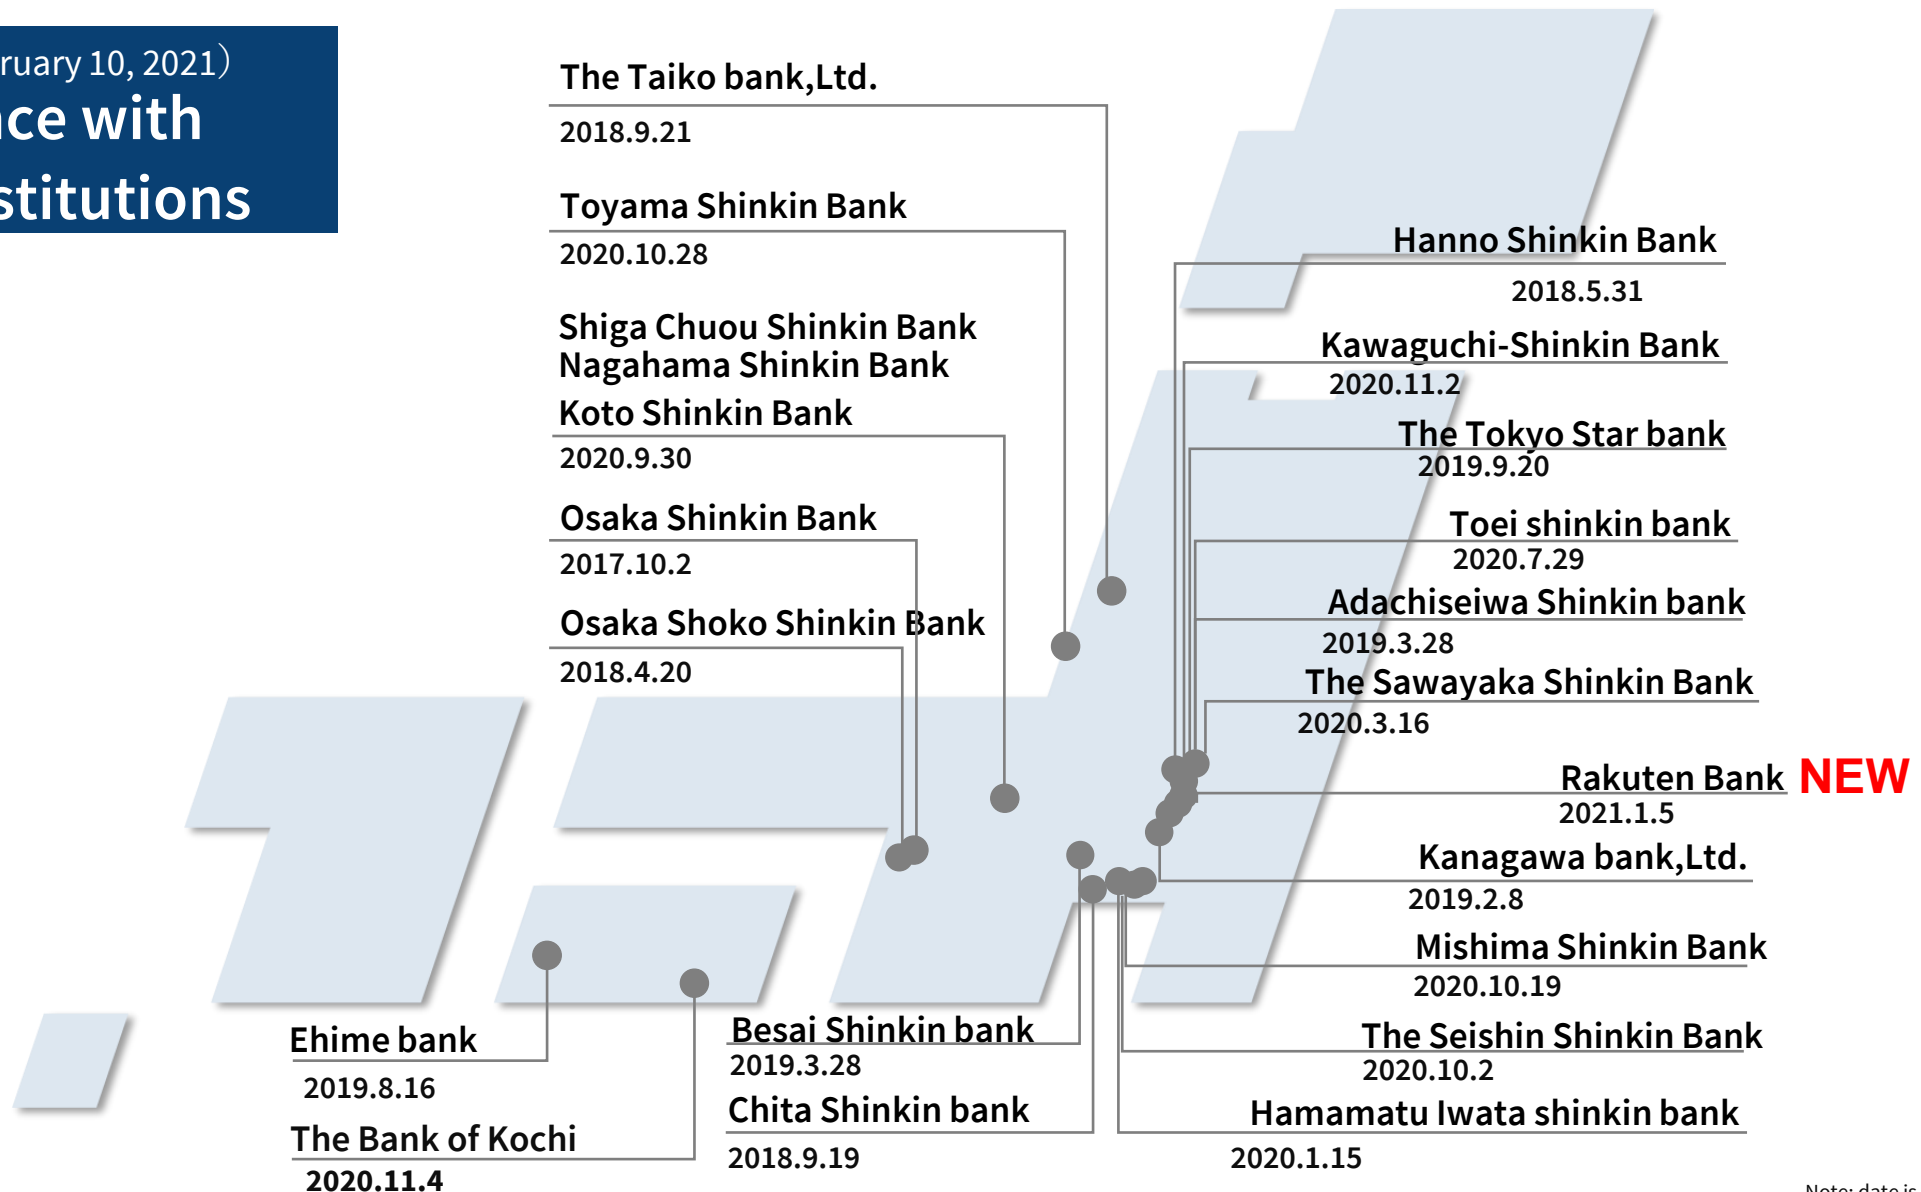 ruary 10, 2021）
ce with
stitutions
The Taiko bank,Ltd.
2018.9.21
Toyama Shinkin Bank
2020.10.28
Shiga Chuou Shinkin Bank
Nagahama Shinkin Bank
Koto Shinkin Bank
2020.9.30
Osaka Shinkin Bank
2017.10.2
Osaka Shoko Shinkin Bank
2018.4.20
Hanno Shinkin Bank
2018.5.31
Kawaguchi-Shinkin Bank
2020.11.2
The Tokyo Star bank
2019.9.20
Toei shinkin bank
2020.7.29
Adachiseiwa Shinkin bank
2019.3.28
The Sawayaka Shinkin Bank
2020.3.16
Rakuten Bank NEW
2021.1.5
Kanagawa bank,Ltd.
2019.2.8
Mishima Shinkin Bank
2020.10.19
The Seishin Shinkin Bank
2020.10.2
Hamamatu Iwata shinkin bank
2020.1.15
Ehime bank
2019.8.16
The Bank of Kochi
2020.11.4
Besai Shinkin bank
2019.3.28
Chita Shinkin bank
2018.9.19
Note: date is